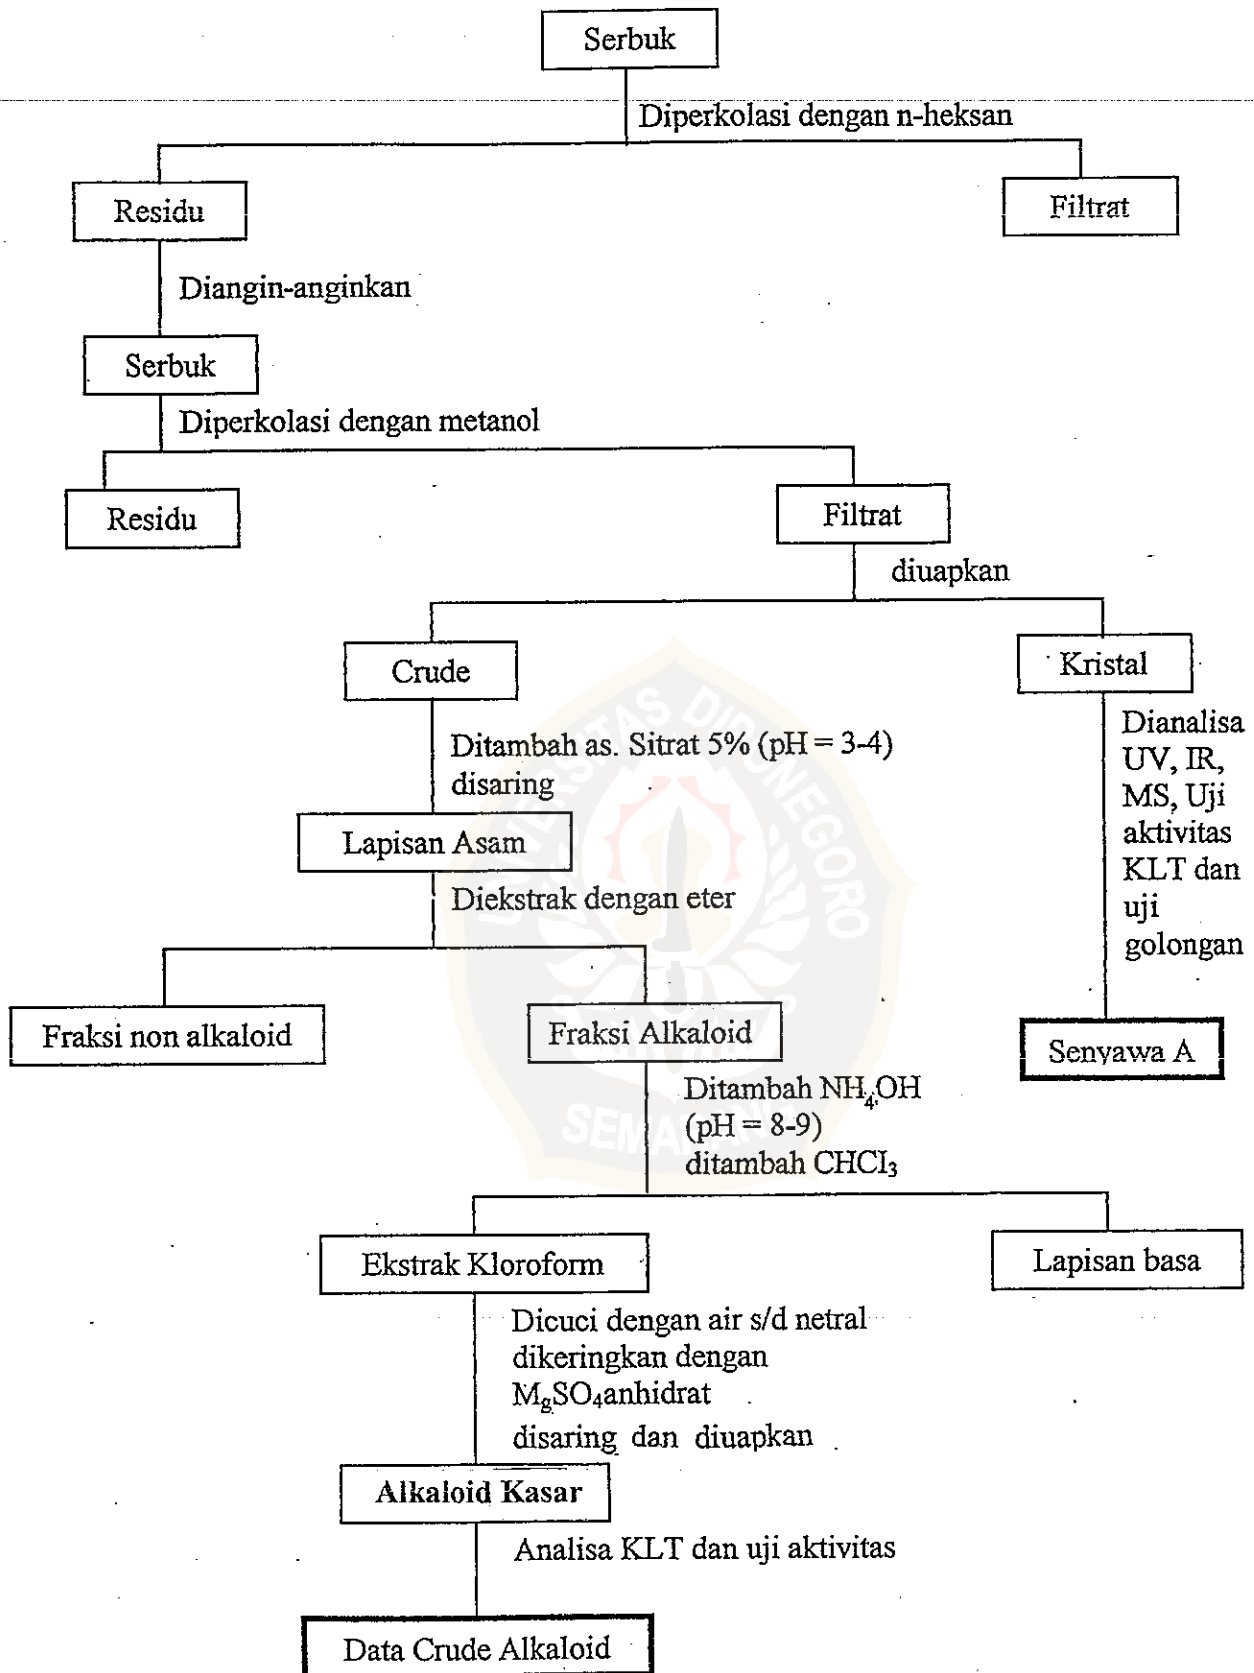 Serbuk
Diperkolasi dengan n-heksan
Residu
Filtrat
Diangin-anginkan
Serbuk
Diperkolasi dengan metanol
Residu
Filtrat
diuapkan
Crude
Kristal
Ditambah as. Sitrat 5% (pH = 3-4)
disaring
Dianalisa
UV, IR,
MS, Uji
aktivitas
KLT dan
uji
golongan
Lapisan Asam
Diekstrak dengan eter
Fraksi non alkaloid
Fraksi Alkaloid
Senyawa A
Ditambah NH₄OH
(pH = 8-9)
ditambah CHCI₃
Ekstrak Kloroform
Lapisan basa
Dicuci dengan air s/d netral
dikeringkan dengan
MgSO₄anhidrat
disaring dan diuapkan
Alkaloid Kasar
Analisa KLT dan uji aktivitas
Data Crude Alkaloid
UNIVERSITAS DIPONEGORO
SEMARANG